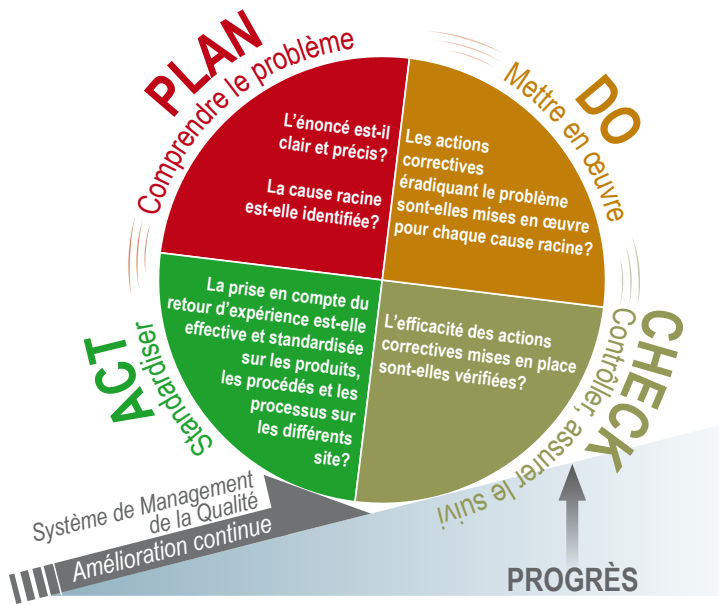 PLAN
Comprendre le problème
L'énoncé est-il
clair et précis?
La cause racine
est-elle identifiée?
DO
Mettre en œuvre
Les actions
correctives
éradiquant le problème
sont-elles mises en œuvre
pour chaque cause racine?
CHECK
Contrôler, assurer le suivi
L'efficacité des actions
correctives mises en place
sont-elles vérifiées?
ACT
Standardiser
La prise en compte du
retour d'expérience est-elle
effective et standardisée
sur les produits,
les procédés et les
processus sur
les différents
site?
Système de Management
de la Qualité
Amélioration continue
PROGRÈS